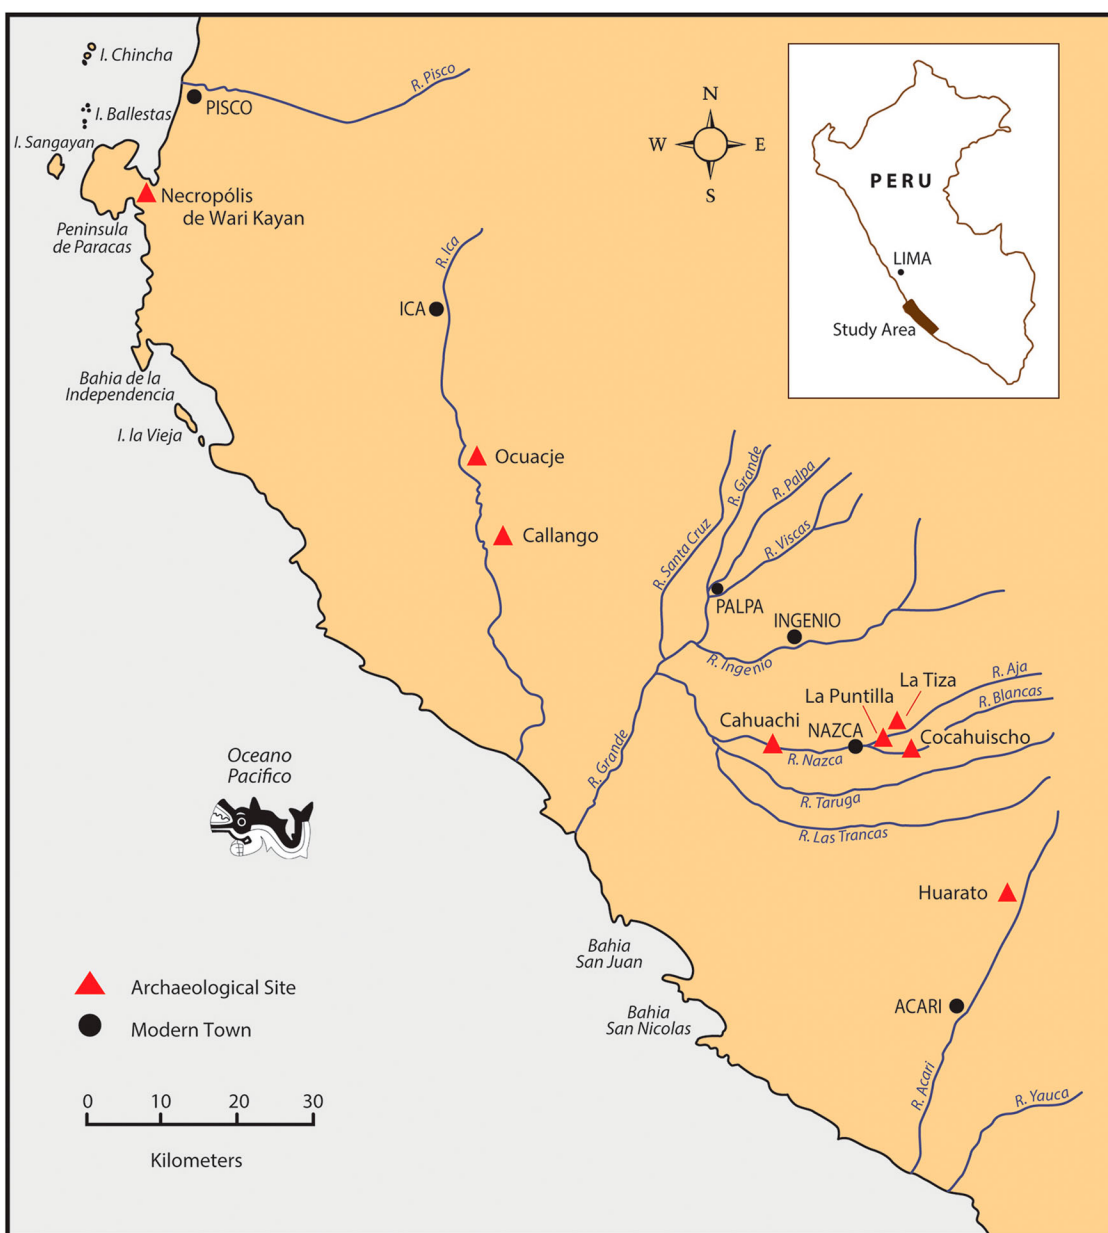 I. Chincha
R. Pisco
PISCO
I. Ballestas
I. Sangayan
Necropólis
de Wari Kayan
Peninsula
de Paracas
N
W
E
S
PERU
LIMA
Study Area
R. Ica
ICA
Bahia de la
Independencia
I. la Vieja
Ocuacje
Callango
R. Santa Cruz
R. Grande
R. Palpa
R. Viscas
PALPA
INGENIO
R. Ingenio
La Tiza
R. Aja
La Puntilla
R. Blancas
Cahuachi
NAZCA
Cocahuischo
R. Nazca
R. Grande
R. Taruga
R. Las Trancas
Oceano
Pacifico
Huarato
Bahia
San Juan
Bahia
San Nicolas
ACARI
R. Acari
R. Yauca
Archaeological Site
Modern Town
0 10 20 30
Kilometers